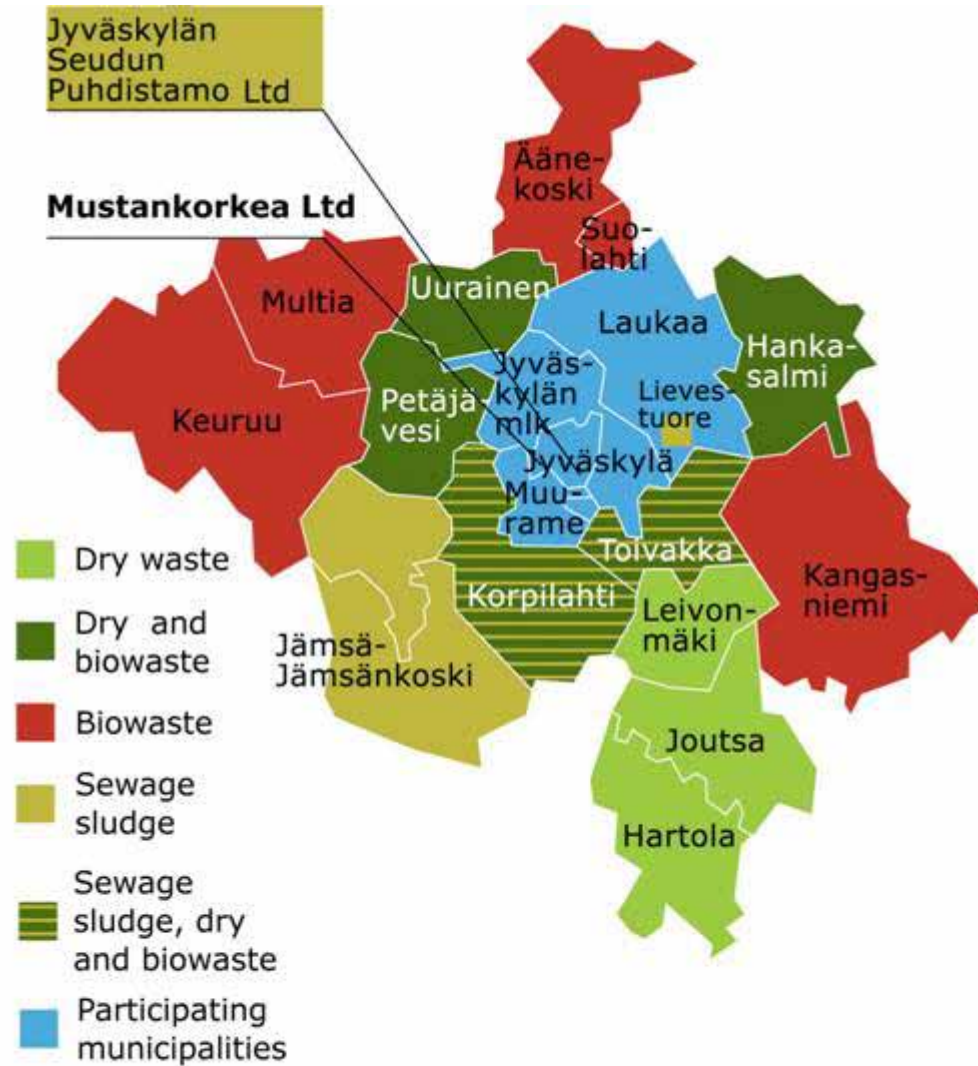 Jyväskylän
Seudun
Puhdistamo Ltd
Mustankorkea Ltd
Ääne-
koski
Suo-
lahti
Uurainen
Multia
Laukaa
Hanka-
salmi
Jyväs-
kylän
mlk
Lieves-
tuore
Petäjä-
vesi
Keuruu
Jyväskylä
Muu-
rame
Toivakka
Korpilahti
Kangas-
niemi
Leivon-
mäki
Jämsä-
Jämsänkoski
Joutsa
Hartola
Dry waste
Dry and
biowaste
Biowaste
Sewage
sludge
Sewage
sludge, dry
and biowaste
Participating
municipalities